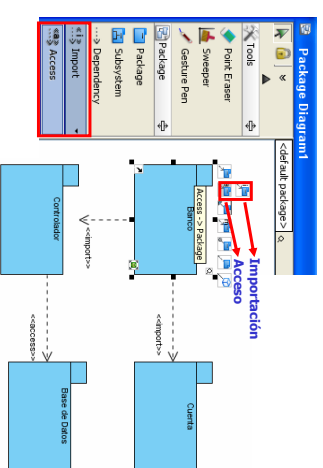 Package Diagram1
<default package>
Tools
Point Eraser
Sweeper
Gesture Pen
Package
Package
Subsystem
Dependency
<<i>> Import
<<a>> Access
Importación
Acceso
Access -> Package
Banco
<<import>>
Cuenta
<<import>>
Controlador
<<access>>
Base de Datos